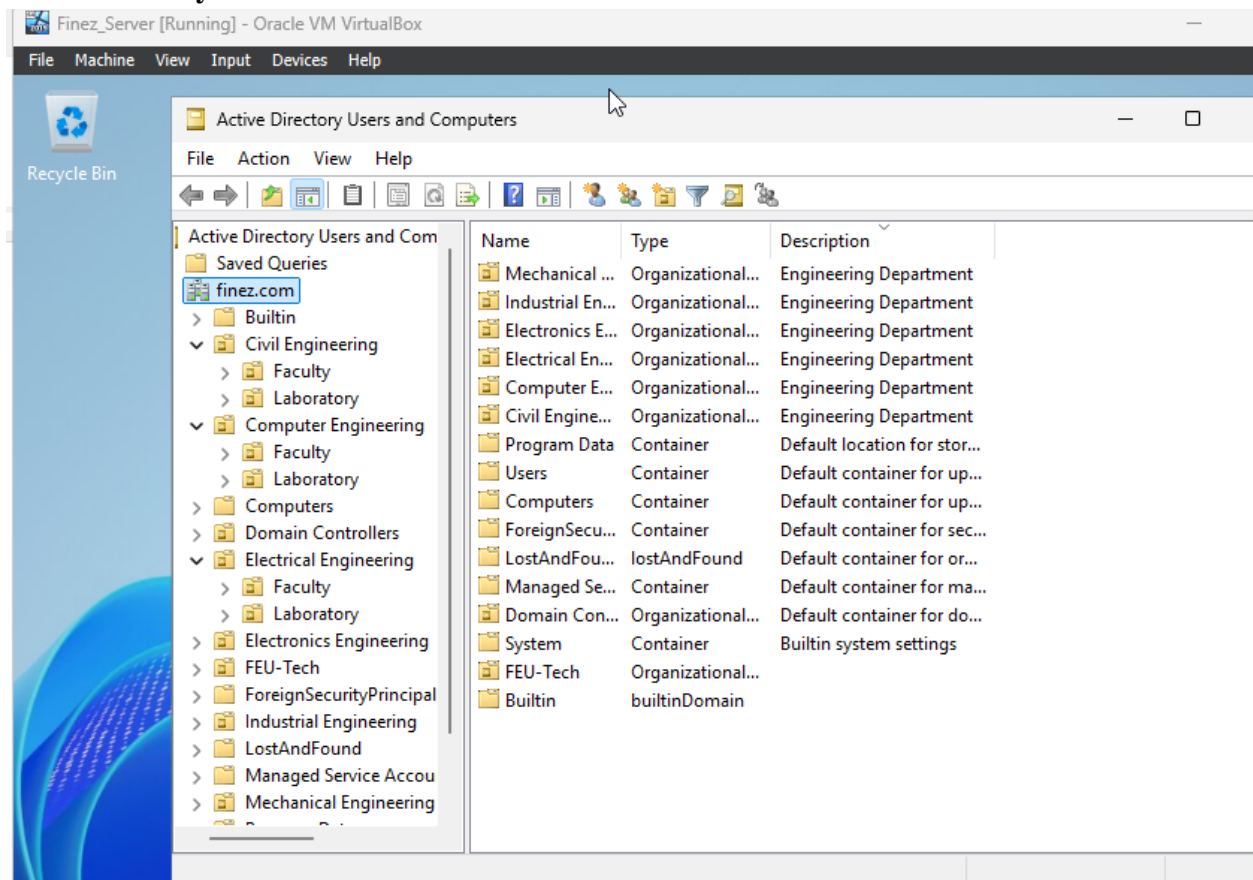 Finez_Server [Running] - Oracle VM VirtualBox
File Machine View Input Devices Help
Recycle Bin
Active Directory Users and Computers
File Action View Help
Active Directory Users and Com
Saved Queries
finez.com
Builtin
Civil Engineering
Faculty
Laboratory
Computer Engineering
Faculty
Laboratory
Computers
Domain Controllers
Electrical Engineering
Faculty
Laboratory
Electronics Engineering
FEU-Tech
ForeignSecurityPrincipal
Industrial Engineering
LostAndFound
Managed Service Accou
Mechanical Engineering
Name Type Description
Mechanical ... Organizational... Engineering Department
Industrial En... Organizational... Engineering Department
Electronics E... Organizational... Engineering Department
Electrical En... Organizational... Engineering Department
Computer E... Organizational... Engineering Department
Civil Engine... Organizational... Engineering Department
Program Data Container Default location for stor...
Users Container Default container for up...
Computers Container Default container for up...
ForeignSecu... Container Default container for sec...
LostAndFou... lostAndFound Default container for or...
Managed Se... Container Default container for ma...
Domain Con... Organizational... Default container for do...
System Container Builtin system settings
FEU-Tech Organizational...
Builtin builtinDomain